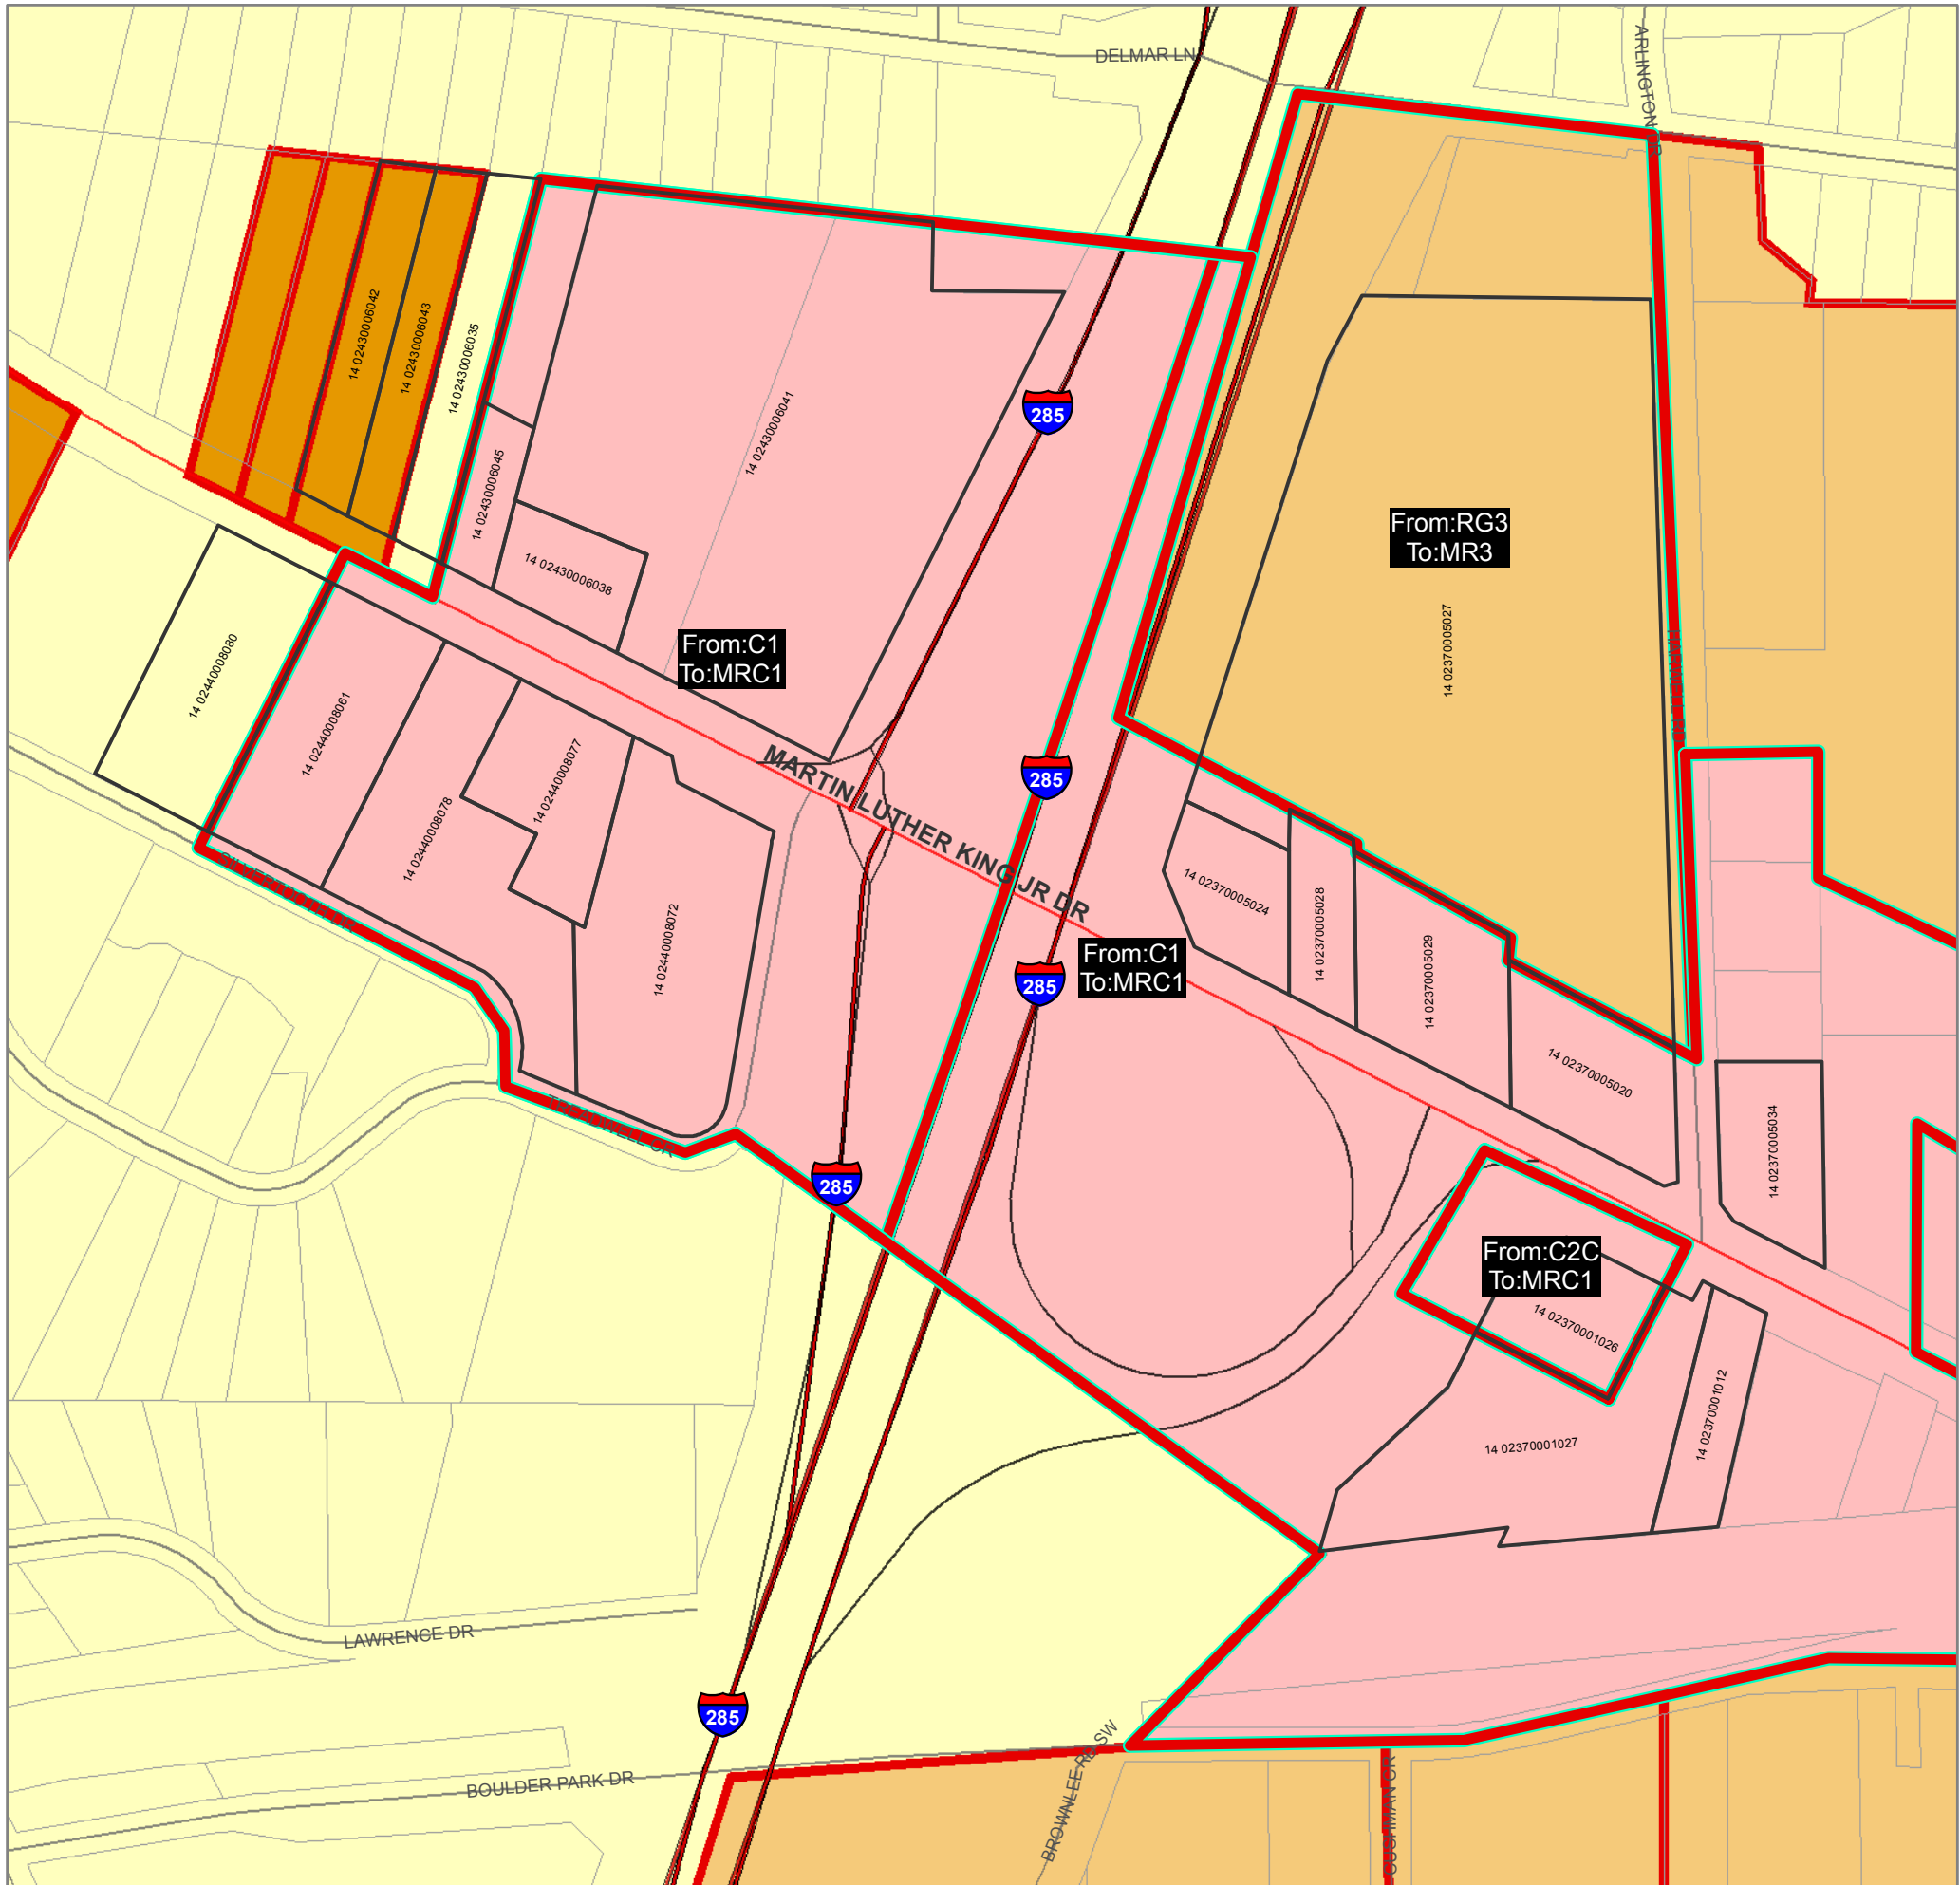 DELMAR LN
14 02430006042
14 02430006043
14 02430006035
14 02430006045
14 02430006041
14 02430006038
285
From:RG3
To:MR3
14 02370005027
From:C1
To:MRC1
14 02440008080
14 02440008061
14 02440008078
14 02440008077
14 02440008072
MARTIN LUTHER KING JR DR
285
285
From:C1
To:MRC1
14 02370005024
14 02370005028
14 02370005029
14 02370005020
14 02370005034
285
From:C2C
To:MRC1
14 02370001026
14 02370001012
14 02370001027
LAWRENCE DR
285
BOULDER PARK DR